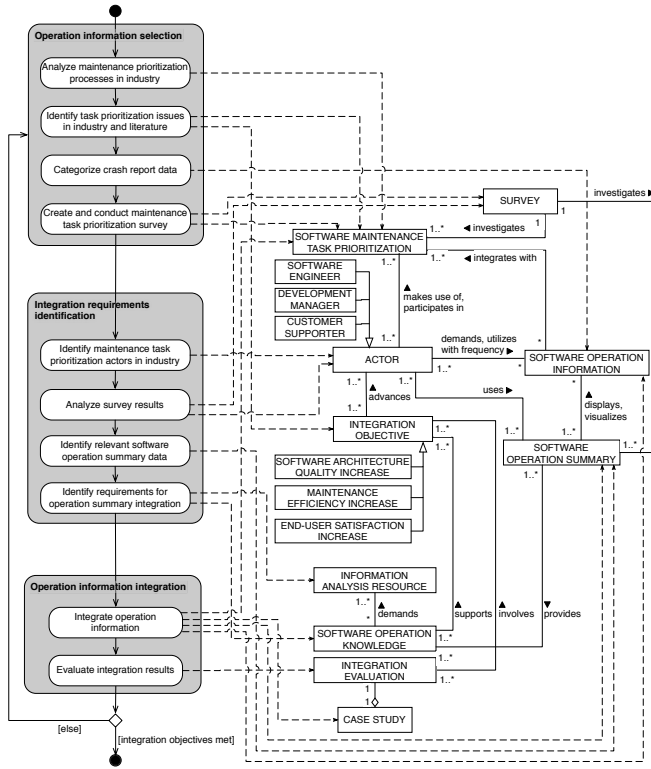 Operation information selection
Analyze maintenance prioritization
processes in industry
Identify task prioritization issues
in industry and literature
Categorize crash report data
Create and conduct maintenance
task prioritization survey
Integration requirements
identification
Identify maintenance task
prioritization actors in industry
Analyze survey results
Identify relevant software
operation summary data
Identify requirements for
operation summary integration
Operation information integration
Integrate operation
information
Evaluate integration results
[else]
[integration objectives met]
SURVEY
investigates ►
1
1
1..*
◄ investigates
SOFTWARE MAINTENANCE
TASK PRIORITIZATION
1..*
1..*
◄ integrates with
SOFTWARE
ENGINEER
DEVELOPMENT
MANAGER
CUSTOMER
SUPPORTER
▲
makes use of,
participates in
1..*
*
ACTOR
demands, utilizes
with frequency ►
1..*
*
SOFTWARE OPERATION
INFORMATION
1..*
1..*
▲
advances
uses ►
*
▲
displays,
visualizes
1..*
INTEGRATION
OBJECTIVE
1..*
1..*
*
1..*
SOFTWARE
OPERATION SUMMARY
1..*
1..*
*
SOFTWARE ARCHITECTURE
QUALITY INCREASE
MAINTENANCE
EFFICIENCY INCREASE
END-USER SATISFACTION
INCREASE
INFORMATION
ANALYSIS RESOURCE
1..*
▲
demands
*
▲
supports
▲
involves
▼
provides
SOFTWARE OPERATION
KNOWLEDGE
1..*
1..*
INTEGRATION
EVALUATION
1..*
1..*
1
1
CASE STUDY